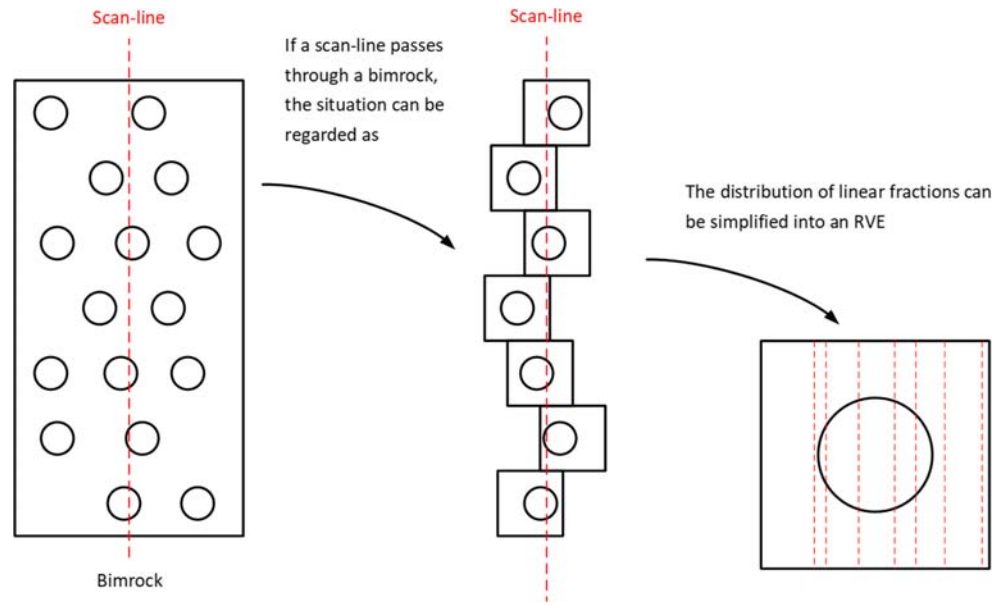 Scan-line
If a scan-line passes
through a bimrock,
the situation can be
regarded as
Scan-line
The distribution of linear fractions can
be simplified into an RVE
Bimrock